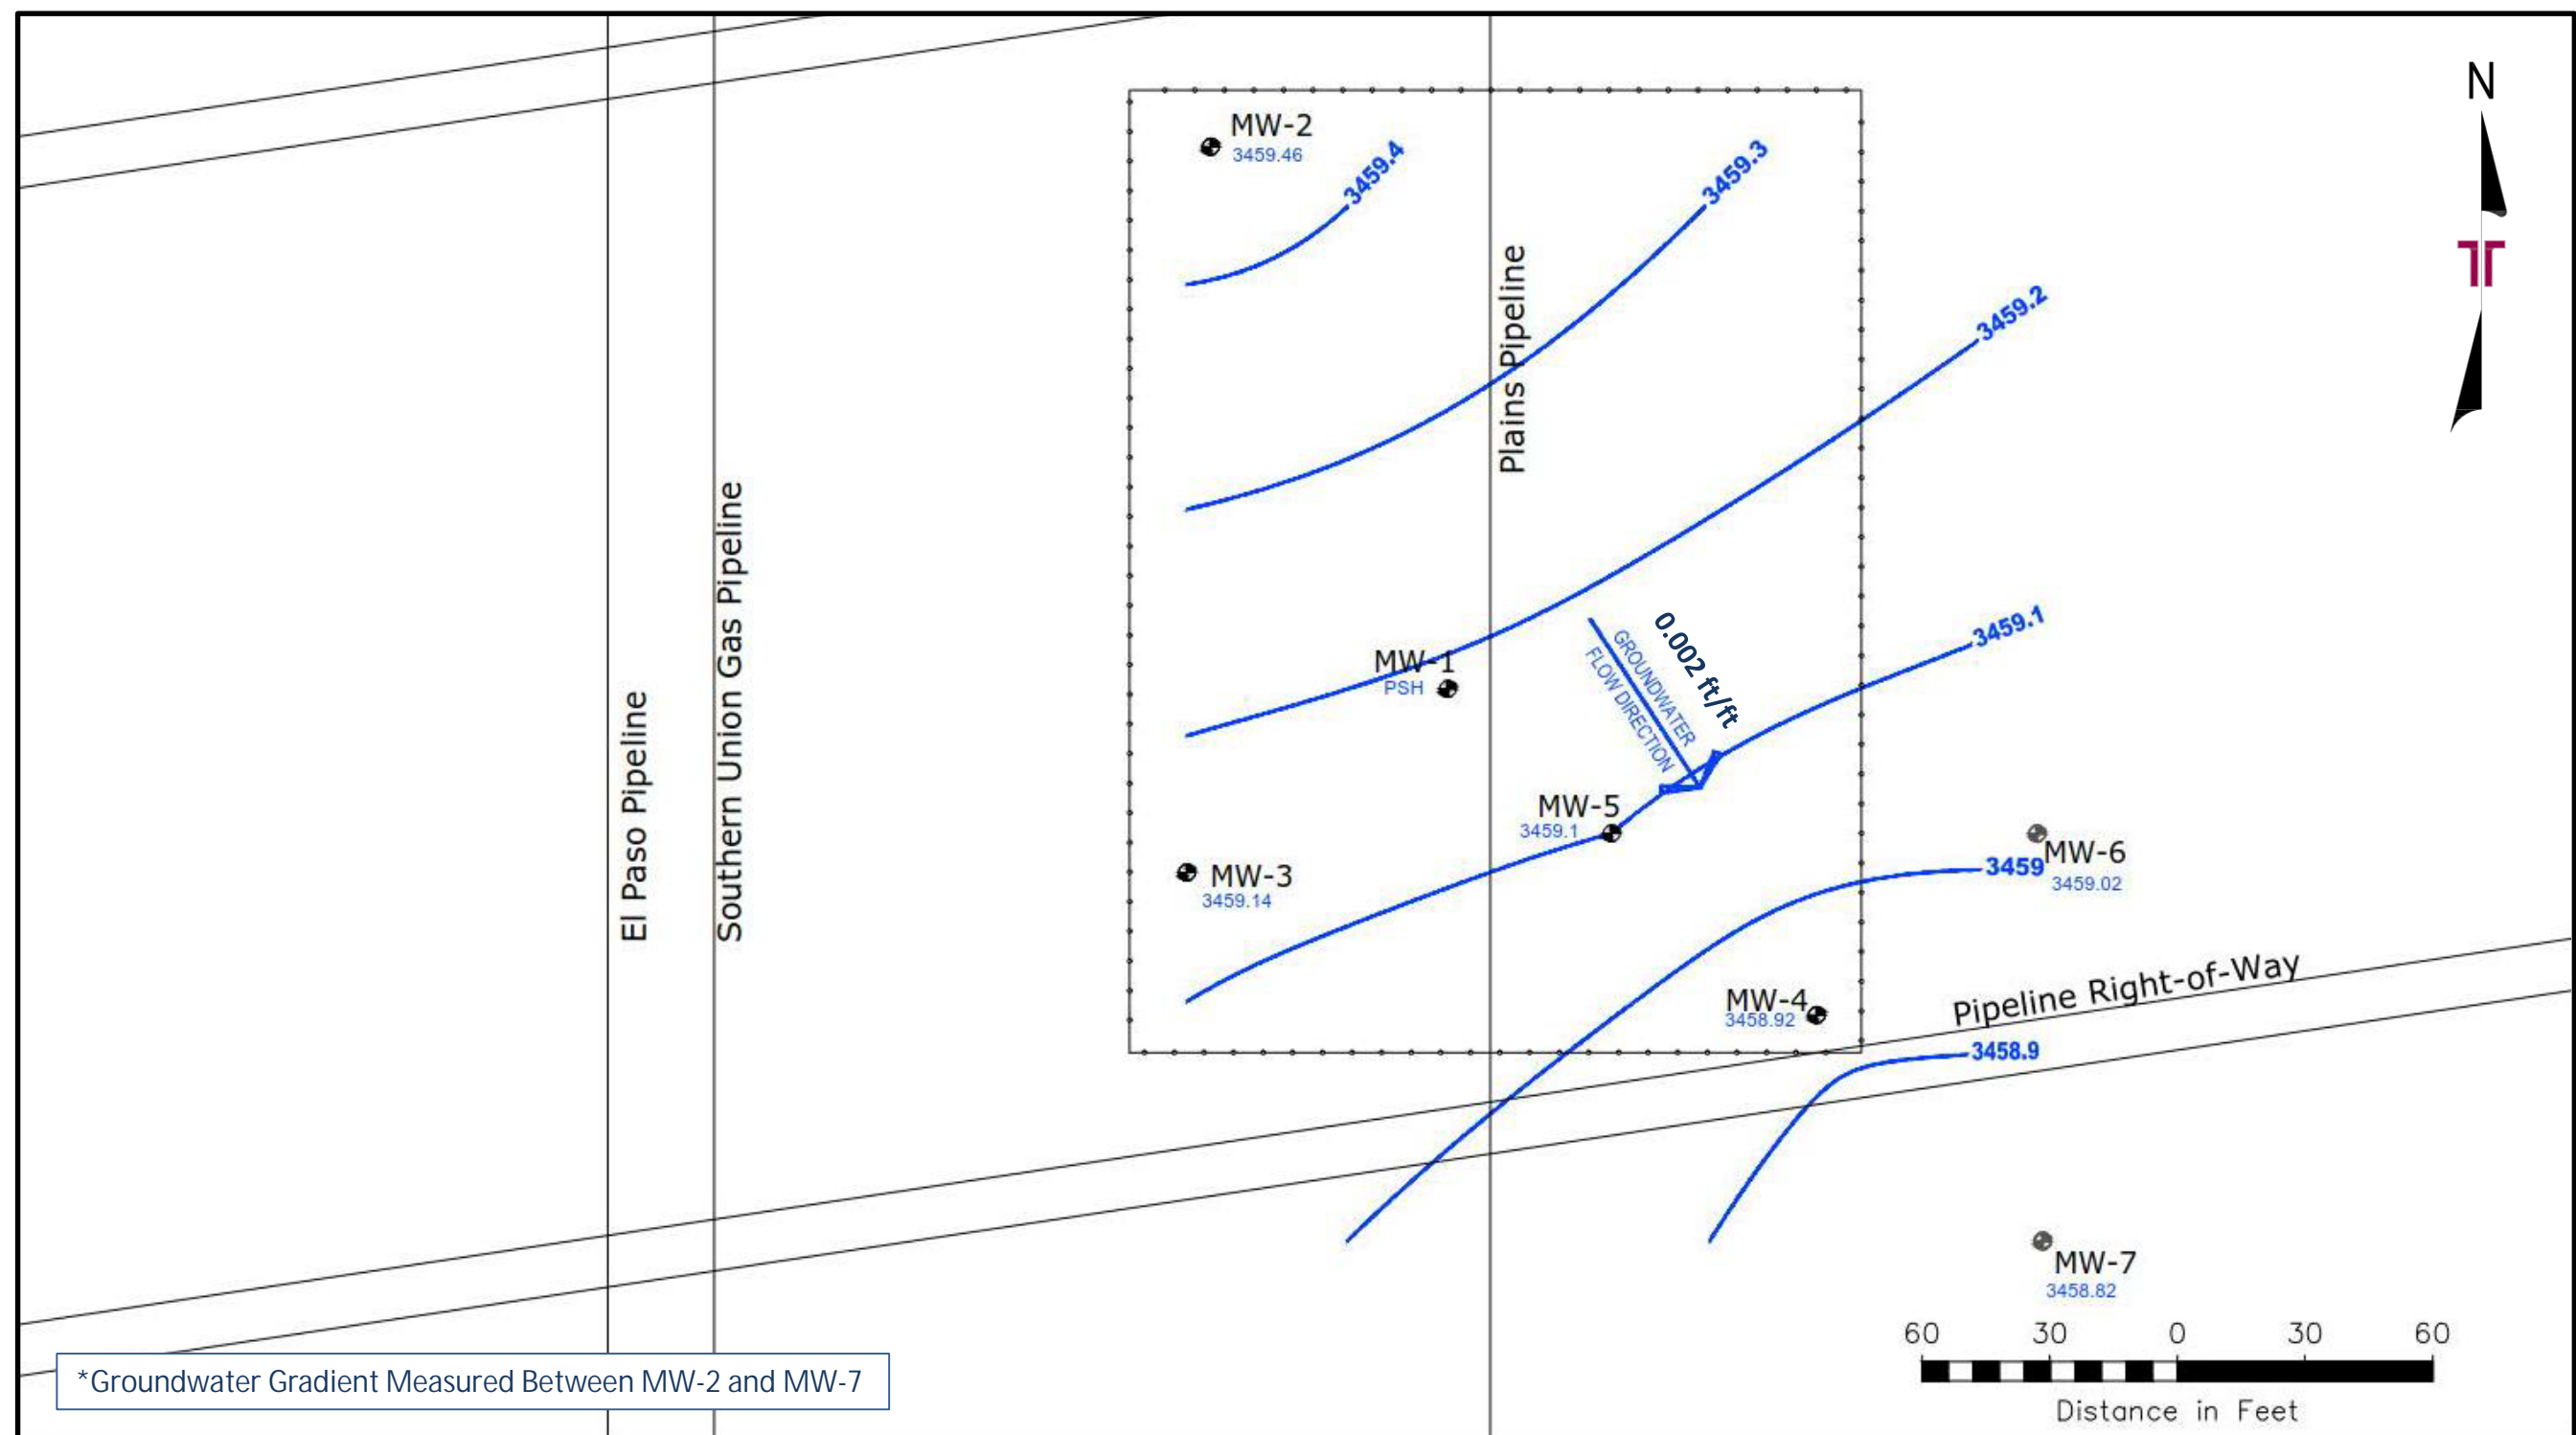 N
MW-2
3459.46
3459.4
3459.3
Plains Pipeline
3459.2
Southern Union Gas Pipeline
El Paso Pipeline
MW-1
PSH
0.002 ft/ft
GROUNDWATER
FLOW DIRECTION
3459.1
MW-5
3459.1
MW-3
3459.14
MW-6
3459.02
3459
MW-4
3458.92
Pipeline Right-of-Way
3458.9
MW-7
3458.82
60 30 0 30 60
Distance in Feet
*Groundwater Gradient Measured Between MW-2 and MW-7